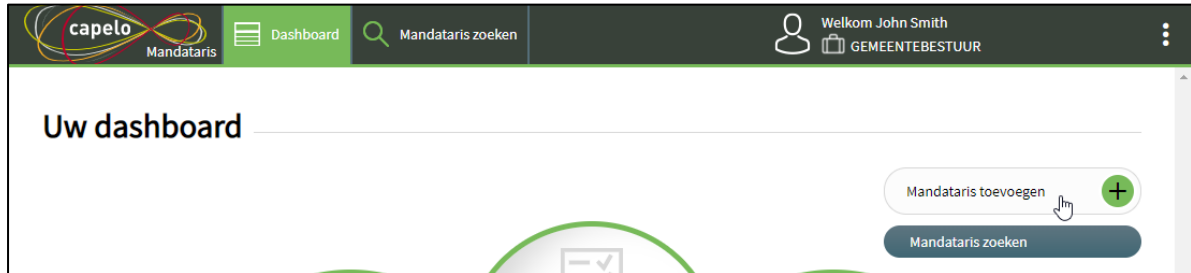 capelo
Mandataris
Dashboard
Mandataris zoeken
Welkom John Smith
GEMEENTEBESTUUR
Uw dashboard
Mandataris toevoegen
Mandataris zoeken